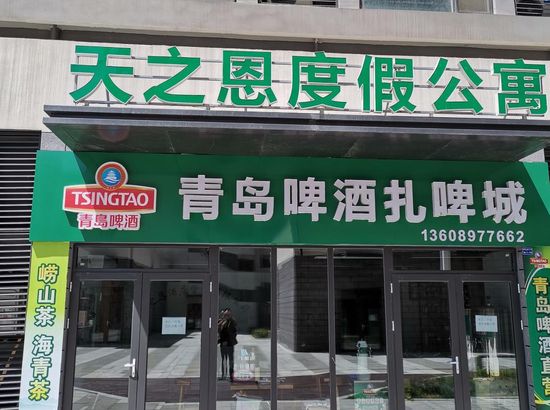 天之恩度假公寓
TSINGTAO
青岛啤酒
青岛啤酒扎啤城
13608977662
崂山茶 海青茶
TSINGTAO
青岛啤酒直营